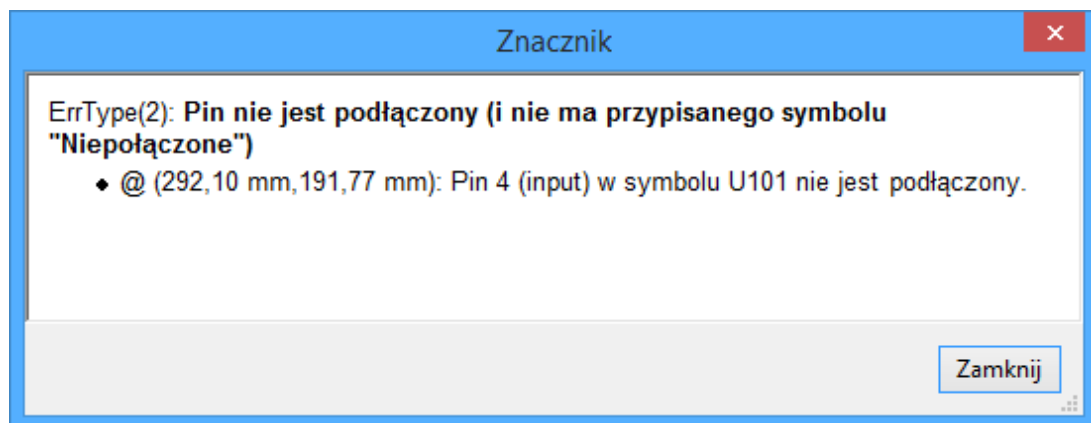 Znacznik
ErrType(2): Pin nie jest podłączony (i nie ma przypisanego symbolu
"Niepołączone")
◆ @ (292,10 mm,191,77 mm): Pin 4 (input) w symbolu U101 nie jest podłączony.
Zamknij